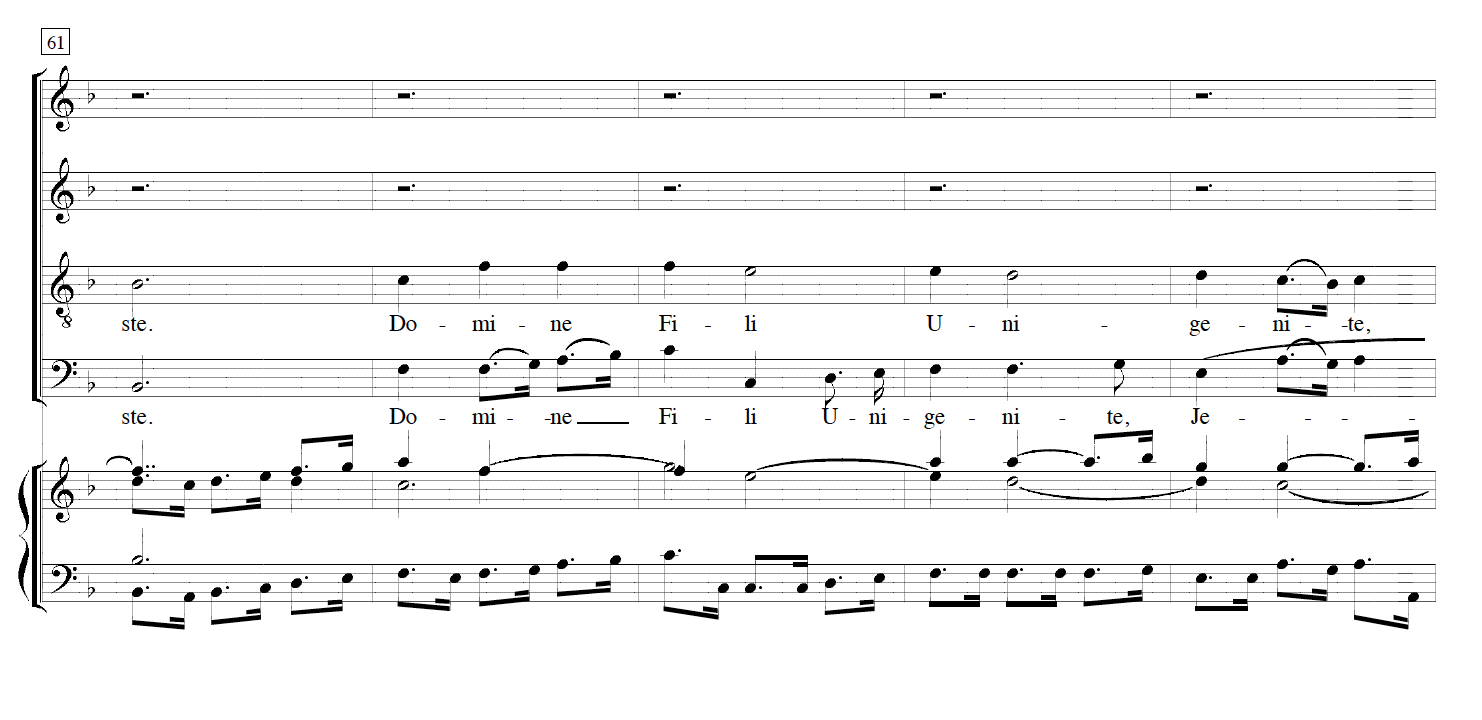 61
8
ste. Do - mi - ne Fi - li U - ni - ge - ni - te,
ste. Do - mi - ne Fi - li U - ni - ge - ni - te, Je - - - -